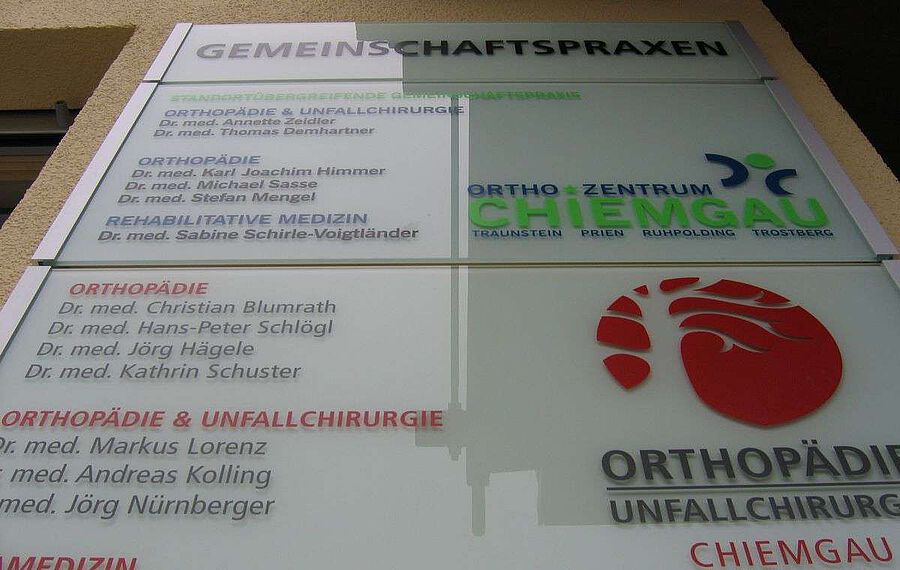 GEMEINSCHAFTSPRAXEN
STANDORTÜBERGREIFENDE GEMEINSCHAFTSPRAXIS
ORTHOPÄDIE & UNFALLCHIRURGIE
Dr. med. Annette Zeidler
Dr. med. Thomas Demhartner
ORTHOPÄDIE
Dr. med. Karl Joachim Himmer
Dr. med. Michael Sasse
Dr. med. Stefan Mengel
REHABILITATIVE MEDIZIN
Dr. med. Sabine Schirle-Voigtländer
ORTHO ZENTRUM
CHIEMGAU
TRAUNSTEIN PRIEN RUHPOLDING TROSTBERG
ORTHOPÄDIE
Dr. med. Christian Blumrath
Dr. med. Hans-Peter Schlögl
Dr. med. Jörg Hägele
Dr. med. Kathrin Schuster
ORTHOPÄDIE & UNFALLCHIRURGIE
Dr. med. Markus Lorenz
med. Andreas Kolling
med. Jörg Nürnberger
AMEDIZIN
ORTHOPÄDIE
UNFALLCHIRURG
CHIEMGAU